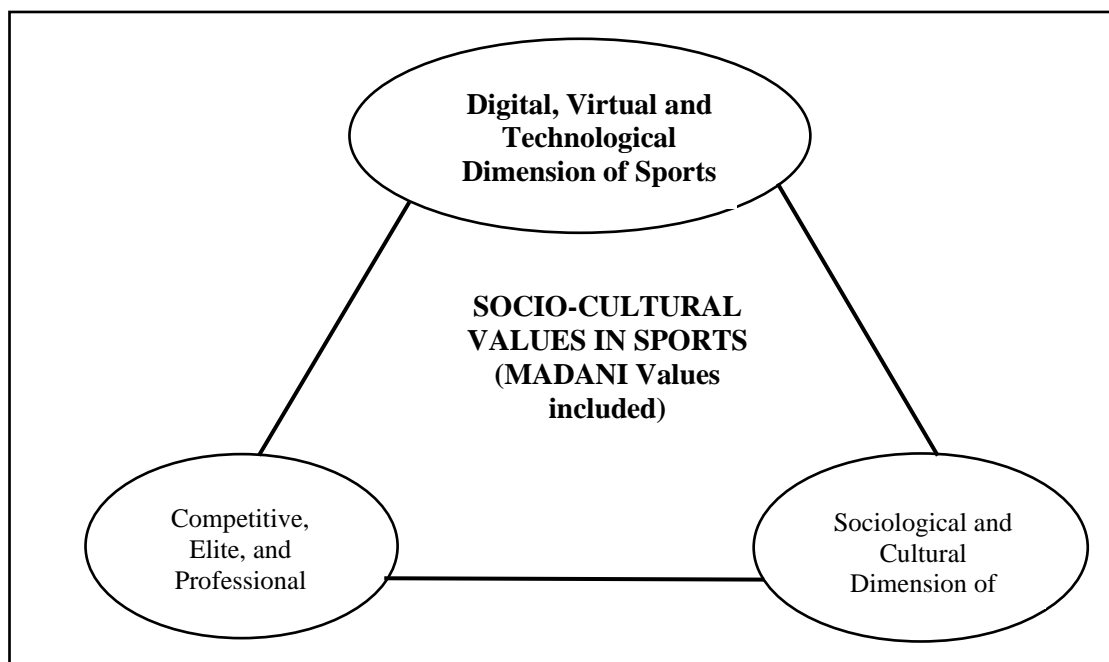 Digital, Virtual and
Technological
Dimension of Sports
SOCIO-CULTURAL
VALUES IN SPORTS
(MADANI Values
included)
Competitive,
Elite, and
Professional
Sociological and
Cultural
Dimension of